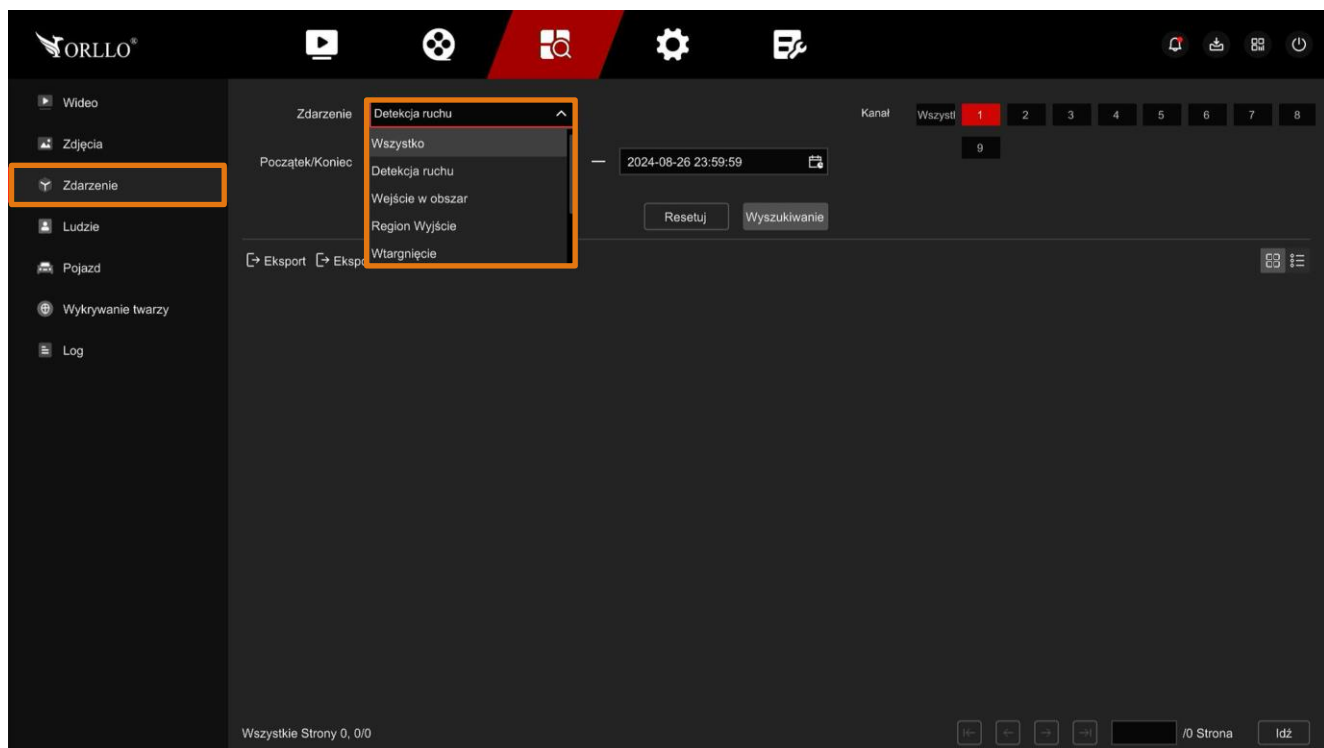 ORLLO®
Wideo
Zdjęcia
Zdarzenie
Ludzie
Pojazd
Wykrywanie twarzy
Log
Zdarzenie Detekcja ruchu
Wszystko
Detekcja ruchu
Wejście w obszar
Region Wyjście
Wtargnięcie
Kanał Wszystl 1 2 3 4 5 6 7 8
9
Początek/Koniec — 2024-08-26 23:59:59
Resetuj Wyszukiwanie
Eksport Ekspo
Wszystkie Strony 0, 0/0 /0 Strona Idź